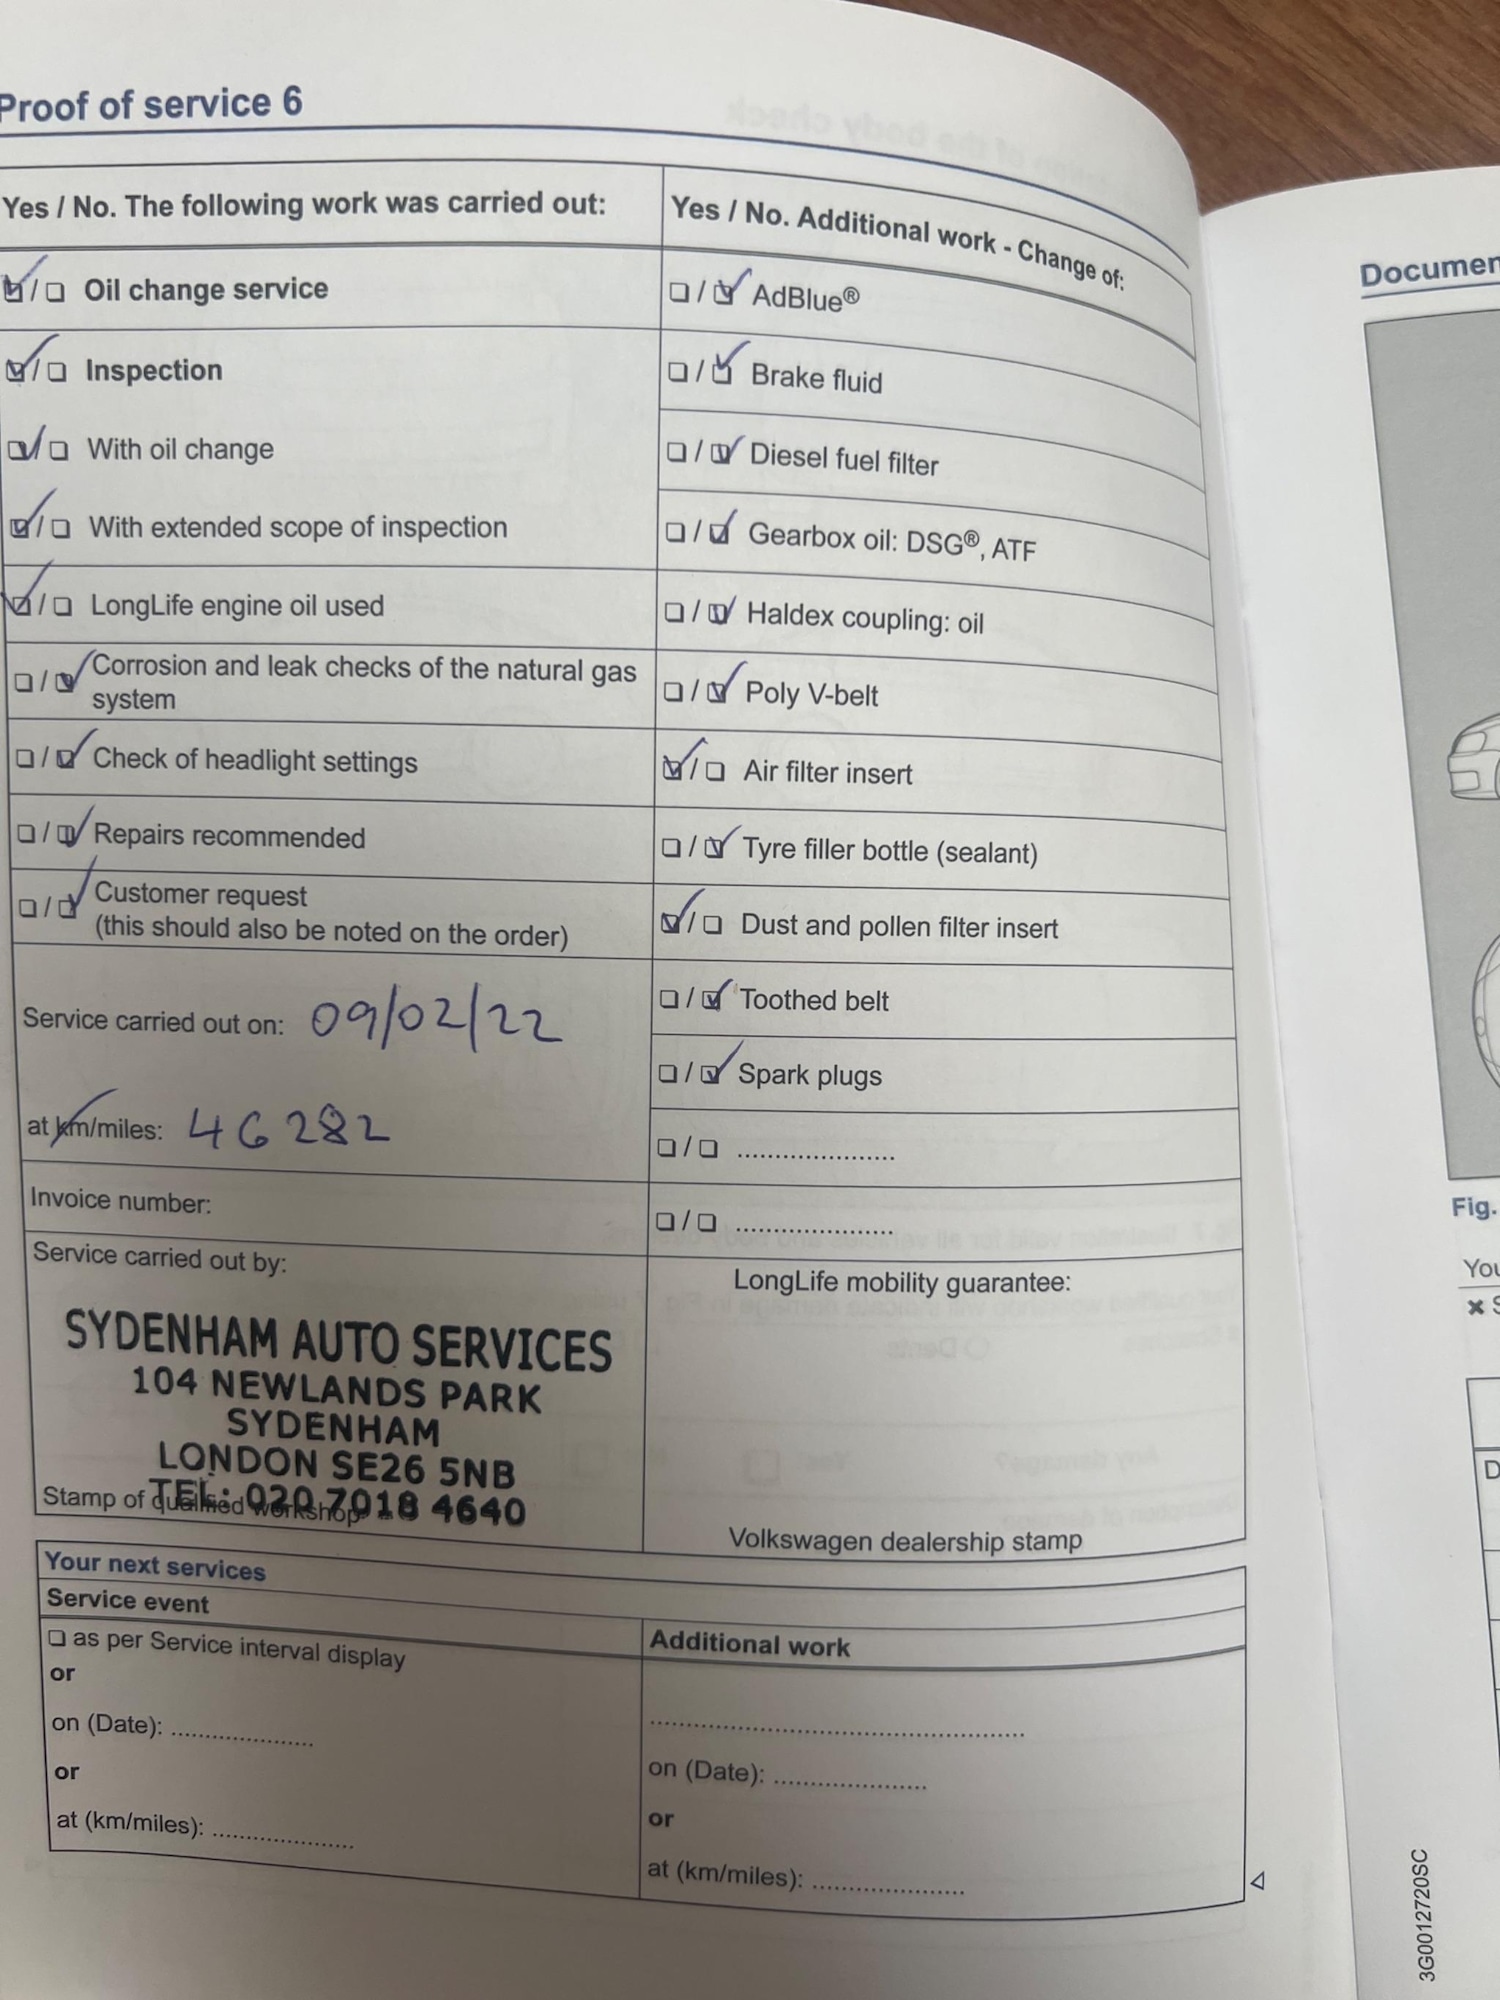 Proof of service 6
Yes / No. The following work was carried out:
☑/☐ Oil change service
☑/☐ Inspection
☑/☐ With oil change
☑/☐ With extended scope of inspection
☑/☐ LongLife engine oil used
☐/☑ Corrosion and leak checks of the natural gas
system
☐/☑ Check of headlight settings
☐/☑ Repairs recommended
☐/☑ Customer request
(this should also be noted on the order)
Service carried out on: 09/02/22
at km/miles: 46282
Invoice number:
Service carried out by:
SYDENHAM AUTO SERVICES
104 NEWLANDS PARK
SYDENHAM
LONDON SE26 5NB
TEL: 020 7018 4640
Stamp of qualified workshop
Yes / No. Additional work - Change of:
☐/☑ AdBlue®
☐/☑ Brake fluid
☐/☑ Diesel fuel filter
☐/☑ Gearbox oil: DSG®, ATF
☐/☑ Haldex coupling: oil
☐/☑ Poly V-belt
☑/☐ Air filter insert
☐/☑ Tyre filler bottle (sealant)
☑/☐ Dust and pollen filter insert
☐/☑ Toothed belt
☐/☑ Spark plugs
☐/☐ ......................
☐/☐ ......................
LongLife mobility guarantee:
Volkswagen dealership stamp
Your next services
Service event
☐ as per Service interval display
or
on (Date): ....................
or
at (km/miles): ....................
Additional work
....................................................
on (Date): ......................
or
at (km/miles): ......................
Fig.
3G0012720SC